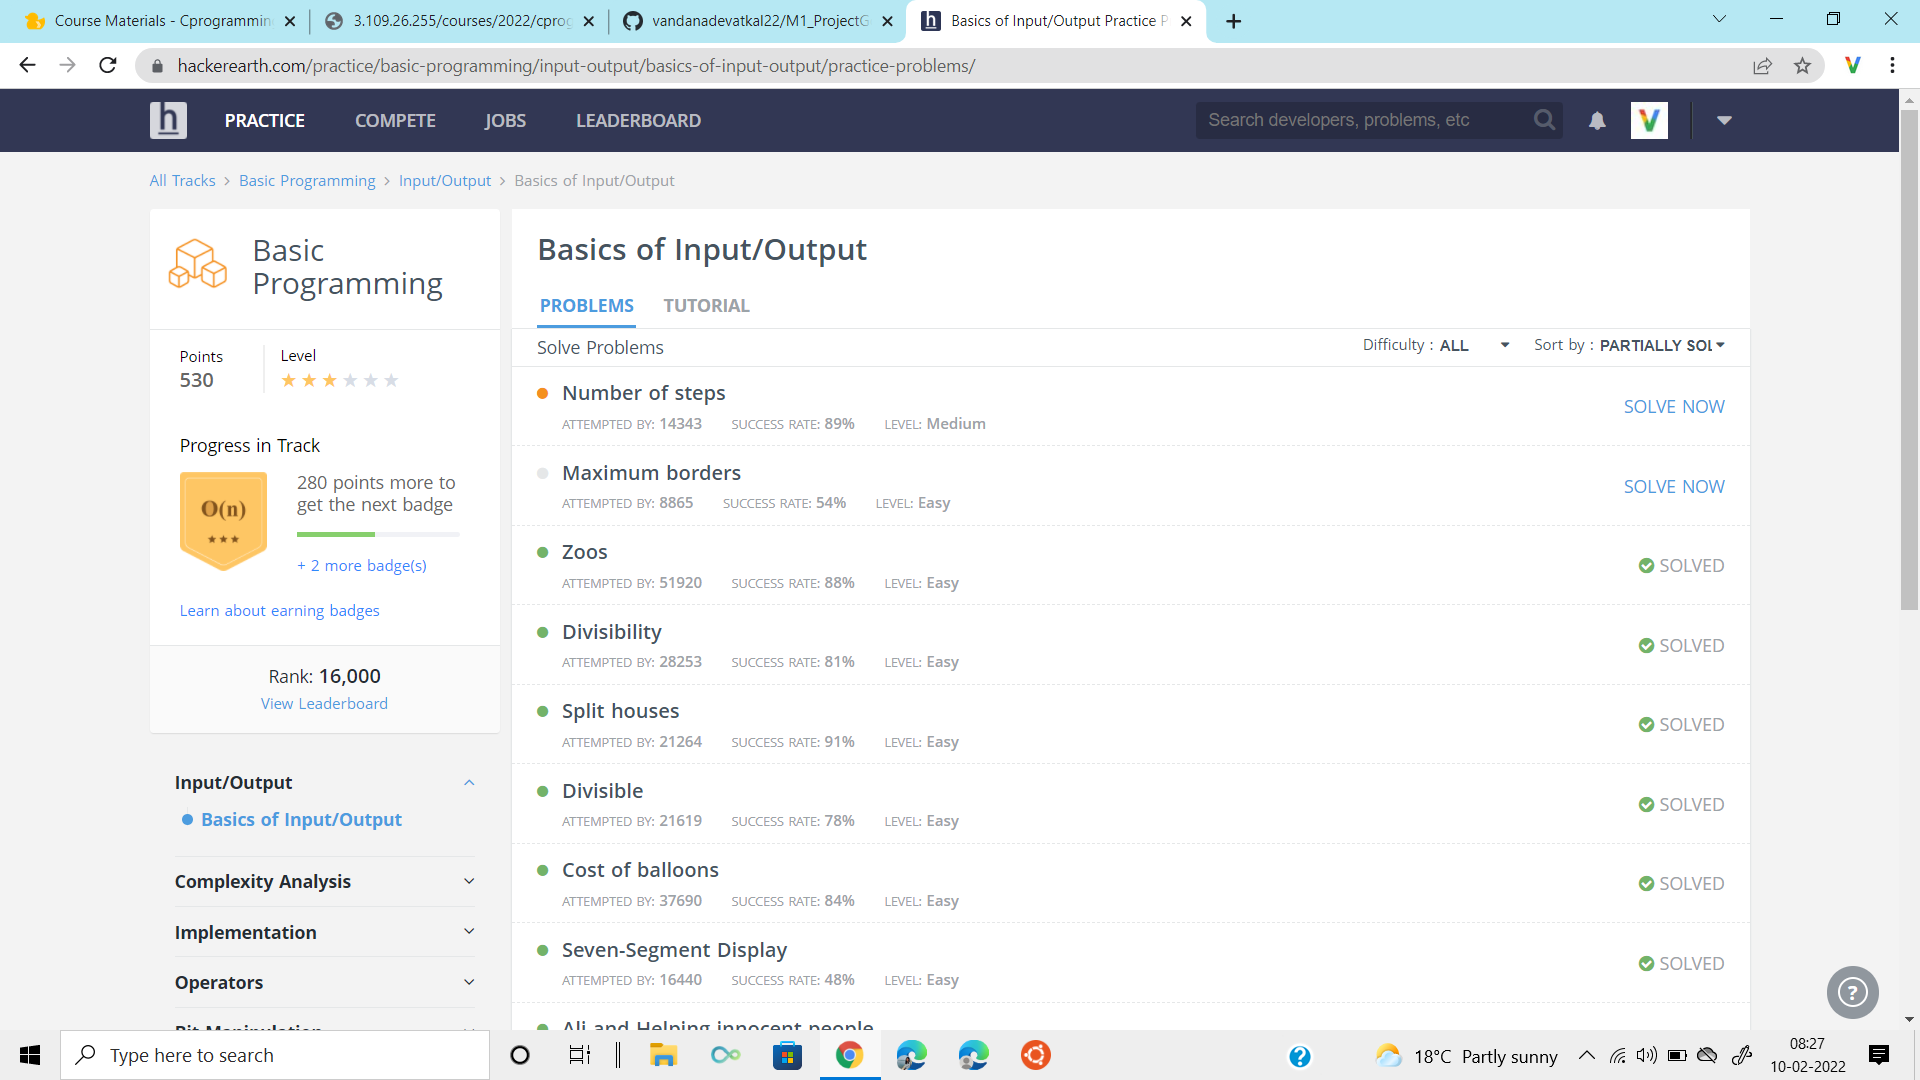 Course Materials - Cprogrammin
3.109.26.255/courses/2022/cprog
vandanadevatkal22/M1_ProjectG
Basics of Input/Output Practice P
hackerearth.com/practice/basic-programming/input-output/basics-of-input-output/practice-problems/
h PRACTICE COMPETE JOBS LEADERBOARD Search developers, problems, etc
All Tracks > Basic Programming > Input/Output > Basics of Input/Output
Basic
Programming
Points
530
Level
Progress in Track
O(n)
280 points more to
get the next badge
+ 2 more badge(s)
Learn about earning badges
Rank: 16,000
View Leaderboard
Input/Output
Basics of Input/Output
Complexity Analysis
Implementation
Operators
Bit Manipulation
Basics of Input/Output
PROBLEMS TUTORIAL
Solve Problems Difficulty : ALL Sort by : PARTIALLY SOL
Number of steps
ATTEMPTED BY: 14343 SUCCESS RATE: 89% LEVEL: Medium
SOLVE NOW
Maximum borders
ATTEMPTED BY: 8865 SUCCESS RATE: 54% LEVEL: Easy
SOLVE NOW
Zoos
ATTEMPTED BY: 51920 SUCCESS RATE: 88% LEVEL: Easy
SOLVED
Divisibility
ATTEMPTED BY: 28253 SUCCESS RATE: 81% LEVEL: Easy
SOLVED
Split houses
ATTEMPTED BY: 21264 SUCCESS RATE: 91% LEVEL: Easy
SOLVED
Divisible
ATTEMPTED BY: 21619 SUCCESS RATE: 78% LEVEL: Easy
SOLVED
Cost of balloons
ATTEMPTED BY: 37690 SUCCESS RATE: 84% LEVEL: Easy
SOLVED
Seven-Segment Display
ATTEMPTED BY: 16440 SUCCESS RATE: 48% LEVEL: Easy
SOLVED
Ali and Helping innocent people
Type here to search
18°C Partly sunny
08:27
10-02-2022